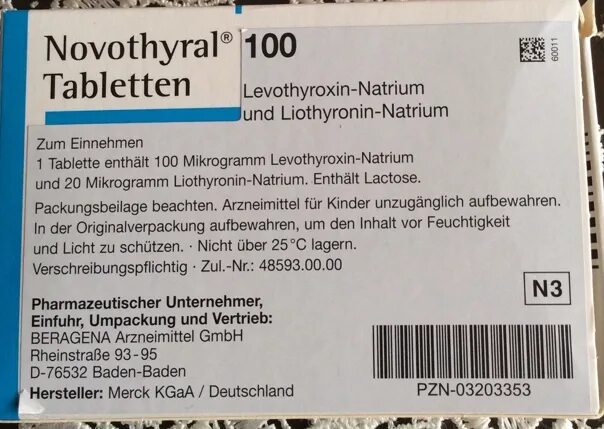 Novothyral® 100
Tabletten
60011
Levothyroxin-Natrium
und Liothyronin-Natrium
Zum Einnehmen
1 Tablette enthält 100 Mikrogramm Levothyroxin-Natrium
und 20 Mikrogramm Liothyronin-Natrium. Enthält Lactose.
Packungsbeilage beachten. Arzneimittel für Kinder unzugänglich aufbewahren.
In der Originalverpackung aufbewahren, um den Inhalt vor Feuchtigkeit
und Licht zu schützen. · Nicht über 25 °C lagern.
Verschreibungspflichtig · Zul.-Nr.: 48593.00.00
N3
Pharmazeutischer Unternehmer,
Einfuhr, Umpackung und Vertrieb:
BERAGENA Arzneimittel GmbH
Rheinstraße 93-95
D-76532 Baden-Baden
Hersteller: Merck KGaA / Deutschland
PZN-03203353